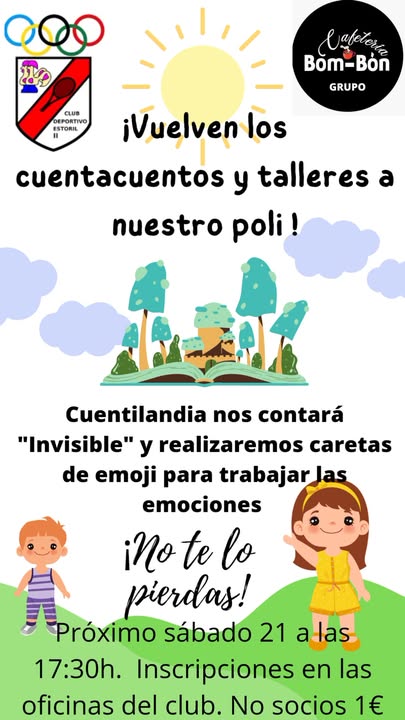 CLUB
DEPORTIVO
ESTORIL
II
Cafetería
Bom-Bón
GRUPO
¡Vuelven los
cuentacuentos y talleres a
nuestro poli !
Cuentilandia nos contará
"Invisible" y realizaremos caretas
de emoji para trabajar las
emociones
¡No te lo
pierdas!
Próximo sábado 21 a las
17:30h. Inscripciones en las
oficinas del club. No socios 1€